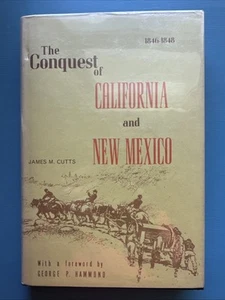 1846-1848
The
Conquest
of
CALIFORNIA
and
NEW MEXICO
JAMES M. CUTTS
With a foreword by
GEORGE P. HAMMOND